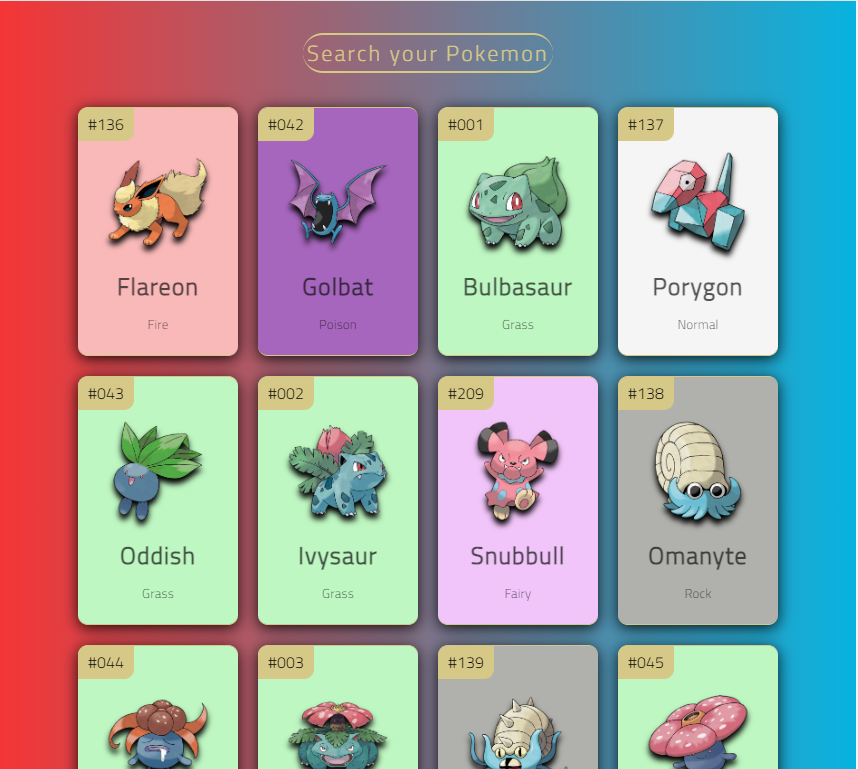 Search your Pokemon
#136
Flareon
Fire
#042
Golbat
Poison
#001
Bulbasaur
Grass
#137
Porygon
Normal
#043
Oddish
Grass
#002
Ivysaur
Grass
#209
Snubbull
Fairy
#138
Omanyte
Rock
#044
#003
#139
#045